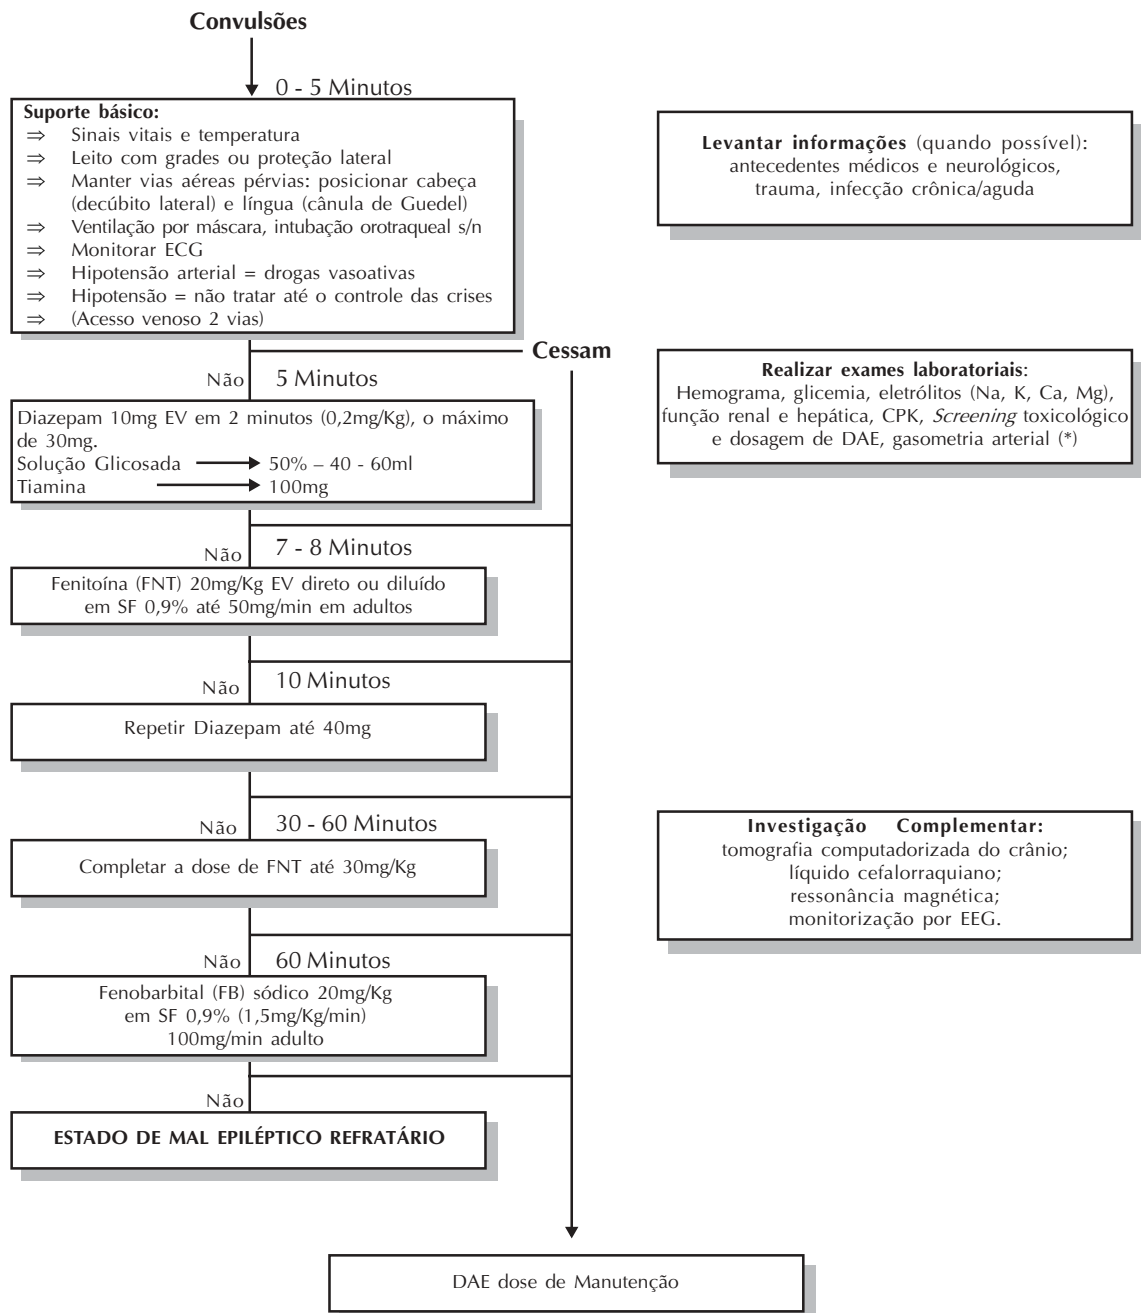 Convulsões
0 - 5 Minutos
Suporte básico:
⇒ Sinais vitais e temperatura
⇒ Leito com grades ou proteção lateral
⇒ Manter vias aéreas pérvias: posicionar cabeça
(decúbito lateral) e língua (cânula de Guedel)
⇒ Ventilação por máscara, intubação orotraqueal s/n
⇒ Monitorar ECG
⇒ Hipotensão arterial = drogas vasoativas
⇒ Hipotensão = não tratar até o controle das crises
⇒ (Acesso venoso 2 vias)
Levantar informações (quando possível):
antecedentes médicos e neurológicos,
trauma, infecção crônica/aguda
Cessam
Não 5 Minutos
Diazepam 10mg EV em 2 minutos (0,2mg/Kg), o máximo
de 30mg.
Solução Glicosada 50% – 40 - 60ml
Tiamina 100mg
Realizar exames laboratoriais:
Hemograma, glicemia, eletrólitos (Na, K, Ca, Mg),
função renal e hepática, CPK, Screening toxicológico
e dosagem de DAE, gasometria arterial (*)
Não 7 - 8 Minutos
Fenitoína (FNT) 20mg/Kg EV direto ou diluído
em SF 0,9% até 50mg/min em adultos
Não 10 Minutos
Repetir Diazepam até 40mg
Não 30 - 60 Minutos
Completar a dose de FNT até 30mg/Kg
Investigação Complementar:
tomografia computadorizada do crânio;
líquido cefalorraquiano;
ressonância magnética;
monitorização por EEG.
Não 60 Minutos
Fenobarbital (FB) sódico 20mg/Kg
em SF 0,9% (1,5mg/Kg/min)
100mg/min adulto
Não
ESTADO DE MAL EPILÉPTICO REFRATÁRIO
DAE dose de Manutenção